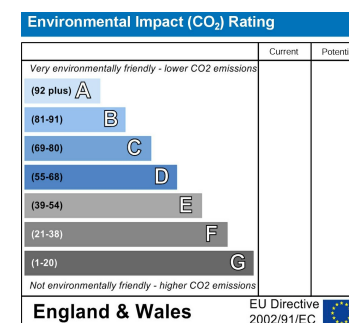 Environmental Impact (CO₂) Rating
Current Potenti
Very environmentally friendly - lower CO2 emissions
(92 plus) A
(81-91) B
(69-80) C
(55-68) D
(39-54) E
(21-38) F
(1-20) G
Not environmentally friendly - higher CO2 emissions
England & Wales
EU Directive
2002/91/EC